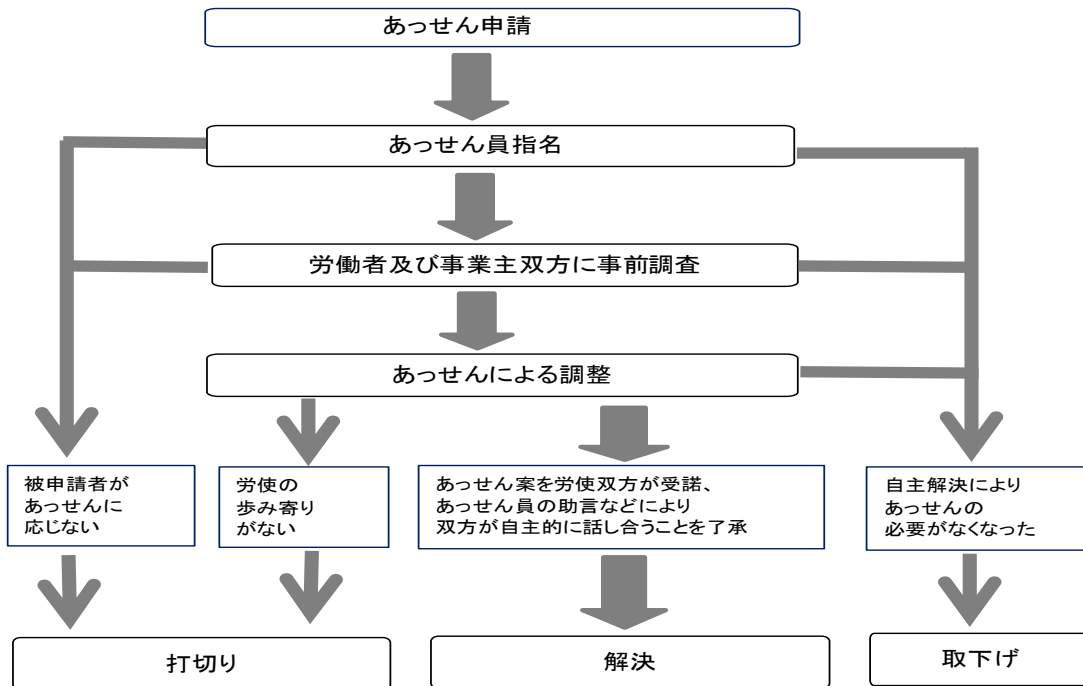 あっせん申請
あっせん員指名
労働者及び事業主双方に事前調査
あっせんによる調整
被申請者が
あっせんに
応じない
労使の
歩み寄り
がない
あっせん案を労使双方が受諾、
あっせん員の助言などにより
双方が自主的に話し合うことを了承
自主解決により
あっせんの
必要がなくなった
打切り
解決
取下げ